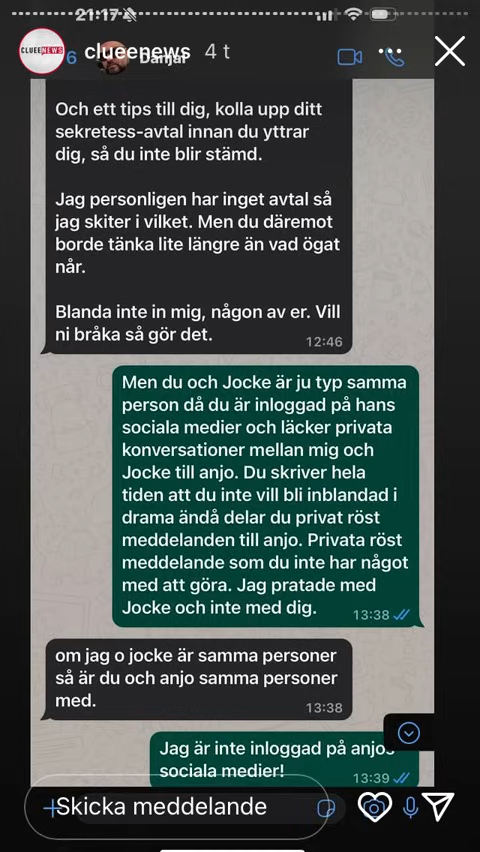 21:17
CLUEENEWS
clueenews 4 t
6
Danjal
Och ett tips till dig, kolla upp ditt
sekretess-avtal innan du yttrar
dig, så du inte blir stämd.
Jag personligen har inget avtal så
jag skiter i vilket. Men du däremot
borde tänka lite längre än vad ögat
når.
Blanda inte in mig, någon av er. Vill
ni bråka så gör det.
12:46
Men du och Jocke är ju typ samma
person då du är inloggad på hans
sociala medier och läcker privata
konversationer mellan mig och
Jocke till anjo. Du skriver hela
tiden att du inte vill bli inblandad i
drama ändå delar du privat röst
meddelanden till anjo. Privata röst
meddelande som du inte har något
med att göra. Jag pratade med
Jocke och inte med dig.
13:38
om jag o jocke är samma personer
så är du och anjo samma personer
med.
13:38
Jag är inte inloggad på anjos
sociala medier!
13:39
Skicka meddelande